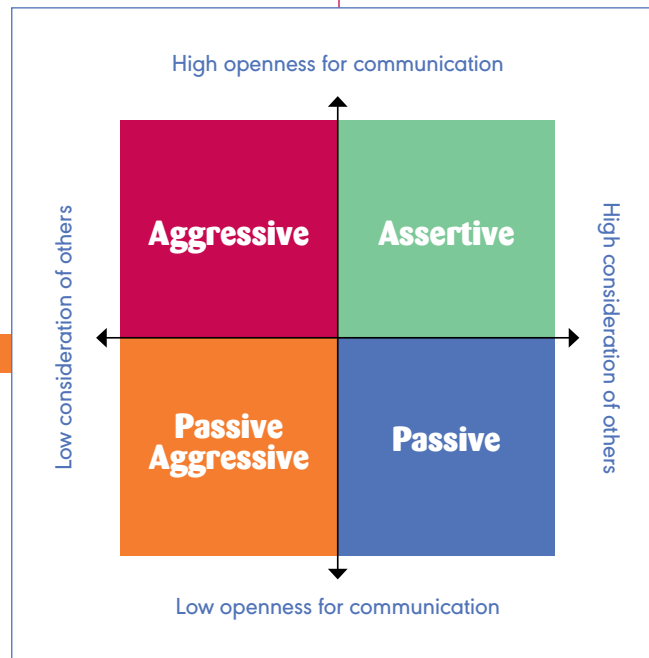 High openness for communication
Low consideration of others
Aggressive
Assertive
High consideration of others
Passive
Aggressive
Passive
Low openness for communication